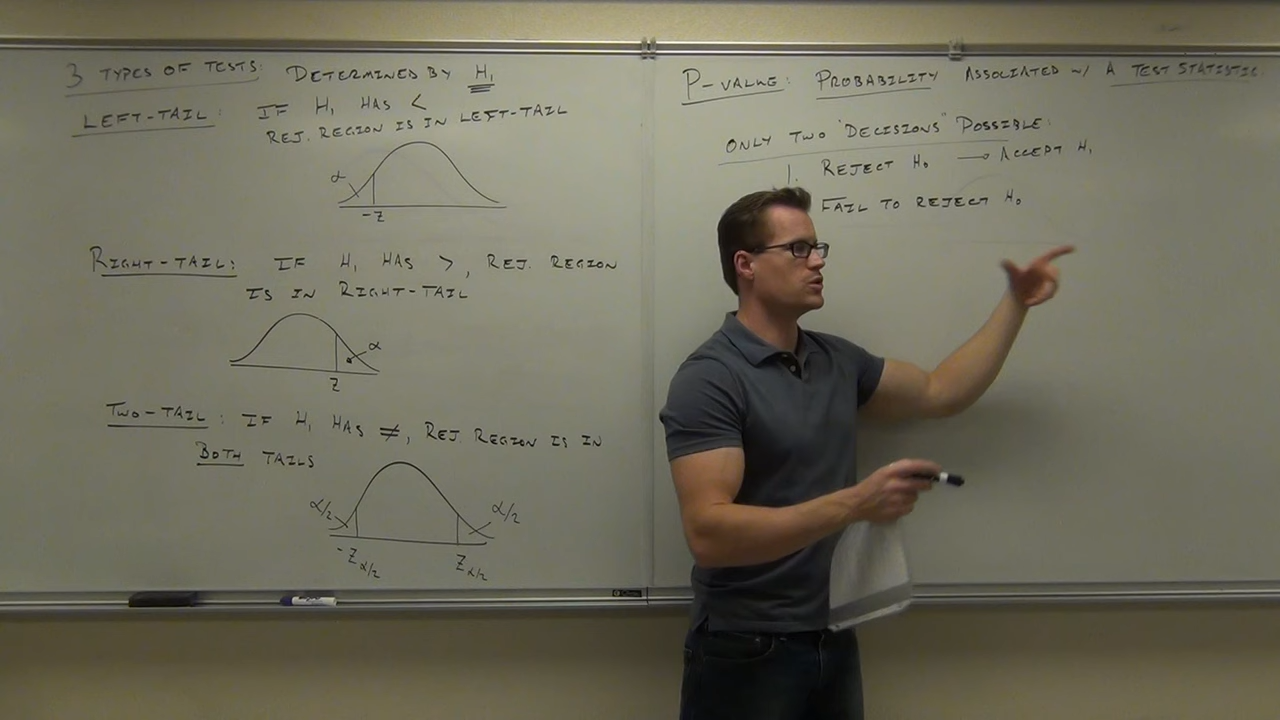 3 TYPES OF TESTS: DETERMINED BY H₁
LEFT-TAIL: IF H₁ HAS <
REJ. REGION IS IN LEFT-TAIL
α
-Z
RIGHT-TAIL: IF H₁ HAS >, REJ. REGION
IS IN RIGHT-TAIL
α
Z
TWO-TAIL: IF H₁ HAS ≠, REJ. REGION IS IN
BOTH TAILS
α/2 α/2
-Z α/2 Z α/2
P-VALUE: PROBABILITY ASSOCIATED w/ A TEST STATISTIC.
ONLY TWO "DECISIONS" POSSIBLE:
1. REJECT H₀ → ACCEPT H₁
FAIL TO REJECT H₀